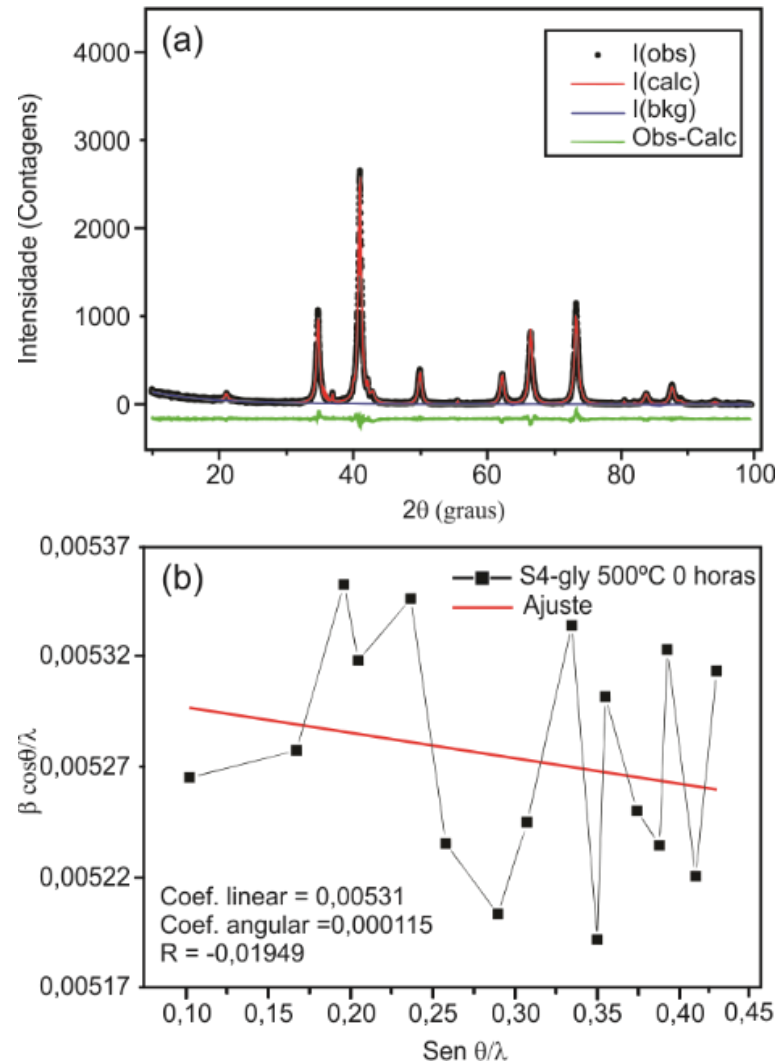 (a)
I(obs)
I(calc)
I(bkg)
Obs-Calc
Intensidade (Contagens)
4000
3000
2000
1000
0
20
40
60
80
100
2θ (graus)
(b)
S4-gly 500ºC 0 horas
Ajuste
β cosθ/λ
0,00537
0,00532
0,00527
0,00522
0,00517
Coef. linear = 0,00531
Coef. angular =0,000115
R = -0,01949
0,10
0,15
0,20
0,25
0,30
0,35
0,40
0,45
Sen θ/λ